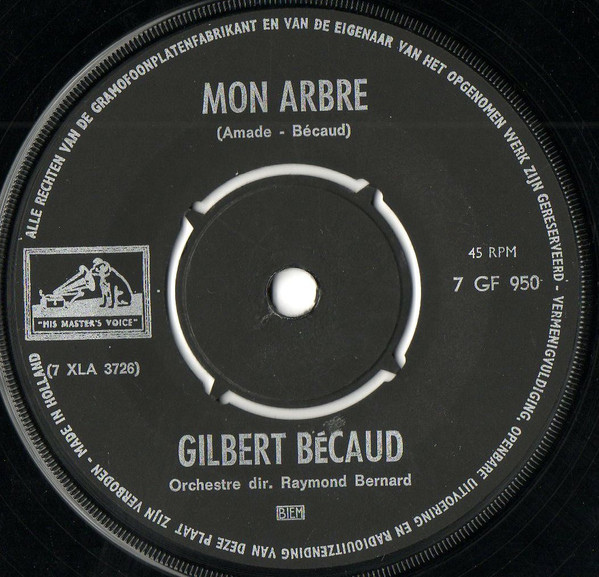 ALLE RECHTEN VAN DE GRAMOFOONPLATENFABRIKANT EN VAN DE EIGENAAR VAN HET OPGENOMEN WERK ZIJN GERESERVEERD - VERMENIGVULDIGING, OPENBARE UITVOERING EN RADIOUITZENDING VAN DEZE PLAAT ZIJN VERBODEN - MADE IN HOLLAND
MON ARBRE
(Amade - Bécaud)
45 RPM
7 GF 950
"HIS MASTER'S VOICE"
(7 XLA 3726)
GILBERT BÉCAUD
Orchestre dir. Raymond Bernard
BIEM